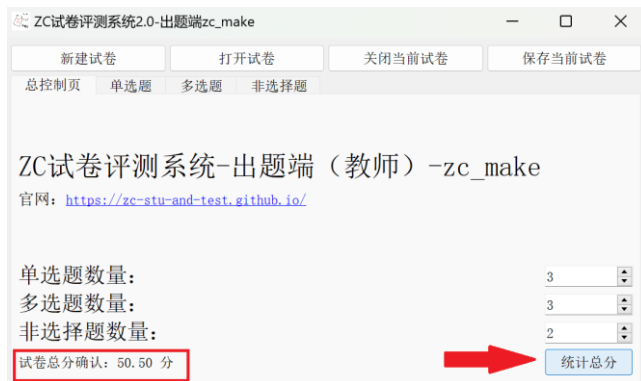 ZC试卷评测系统2.0-出题端zc_make
新建试卷 打开试卷 关闭当前试卷 保存当前试卷
总控制页 单选题 多选题 非选择题
ZC试卷评测系统-出题端（教师）-zc_make
官网：https://zc-stu-and-test.github.io/
单选题数量： 3
多选题数量： 3
非选择题数量： 2
试卷总分确认：50.50 分 统计总分